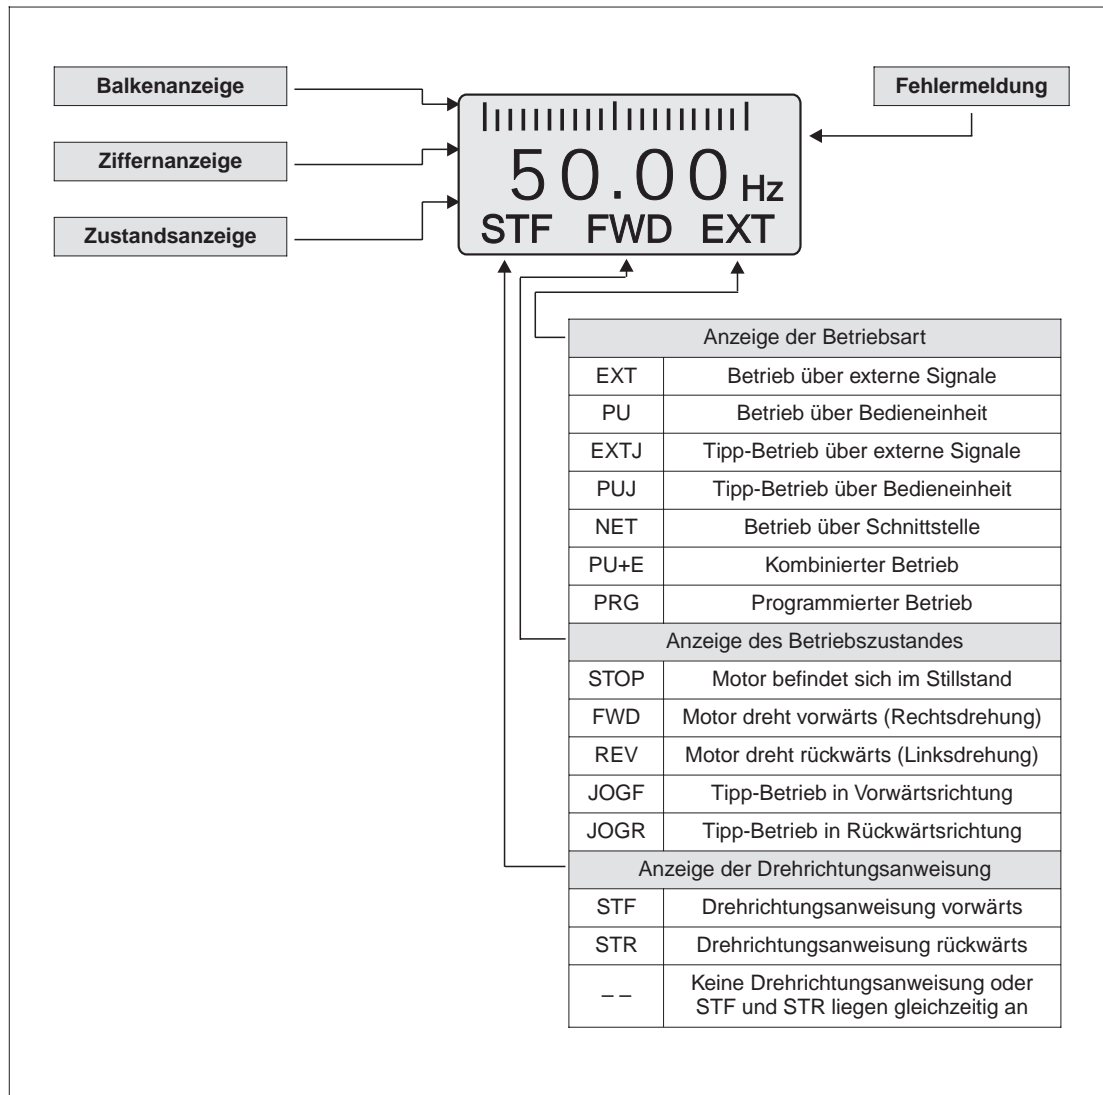 Balkenanzeige
Fehlermeldung
Ziffernanzeige
Zustandsanzeige
50.00 Hz
STF FWD EXT
Anzeige der Betriebsart
EXT Betrieb über externe Signale
PU Betrieb über Bedieneinheit
EXTJ Tipp-Betrieb über externe Signale
PUJ Tipp-Betrieb über Bedieneinheit
NET Betrieb über Schnittstelle
PU+E Kombinierter Betrieb
PRG Programmierter Betrieb
Anzeige des Betriebszustandes
STOP Motor befindet sich im Stillstand
FWD Motor dreht vorwärts (Rechtsdrehung)
REV Motor dreht rückwärts (Linksdrehung)
JOGF Tipp-Betrieb in Vorwärtsrichtung
JOGR Tipp-Betrieb in Rückwärtsrichtung
Anzeige der Drehrichtungsanweisung
STF Drehrichtungsanweisung vorwärts
STR Drehrichtungsanweisung rückwärts
– – Keine Drehrichtungsanweisung oder
STF und STR liegen gleichzeitig an